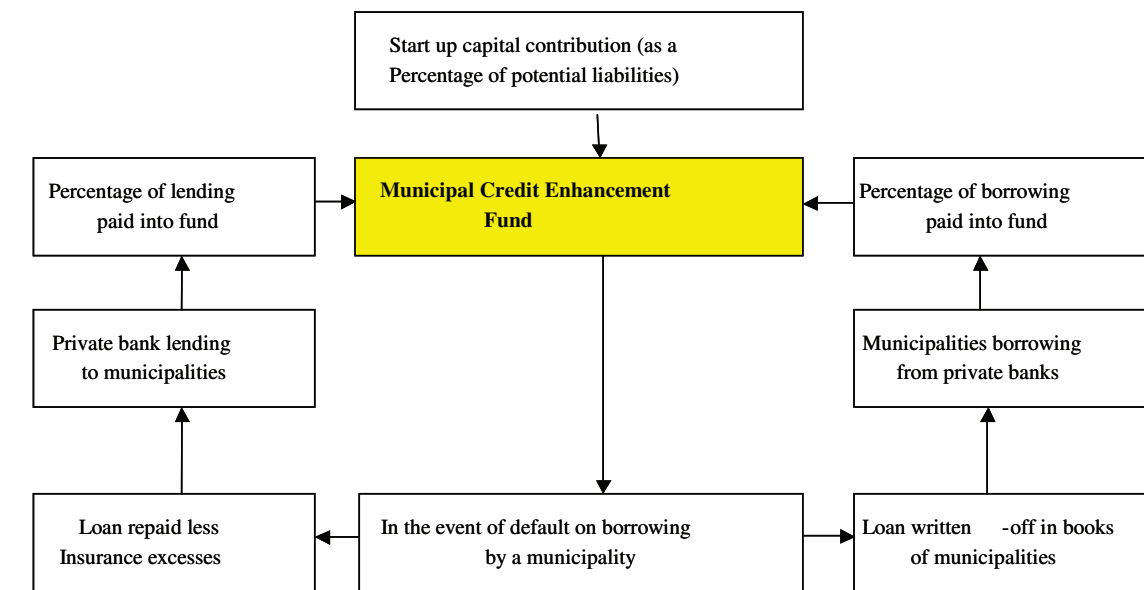 Start up capital contribution (as a
Percentage of potential liabilities)
Percentage of lending
paid into fund
Municipal Credit Enhancement
Fund
Percentage of borrowing
paid into fund
Private bank lending
to municipalities
Municipalities borrowing
from private banks
Loan repaid less
Insurance excesses
In the event of default on borrowing
by a municipality
Loan written -off in books
of municipalities